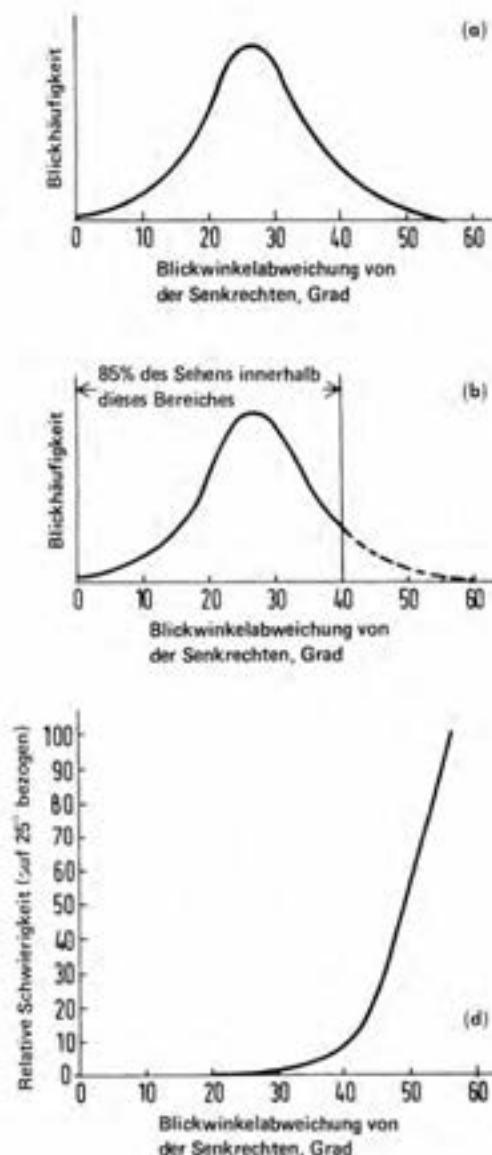 (a)
Blickhäufigkeit
0 10 20 30 40 50 60
Blickwinkelabweichung von
der Senkrechten, Grad
85% des Sehens innerhalb
dieses Bereiches
(b)
Blickhäufigkeit
0 10 20 30 40 50 60
Blickwinkelabweichung von
der Senkrechten, Grad
Relative Schwierigkeit (auf 25° bezogen)
100
90
80
70
60
50
40
30
20
10
0
(d)
0 10 20 30 40 50 60
Blickwinkelabweichung von
der Senkrechten, Grad